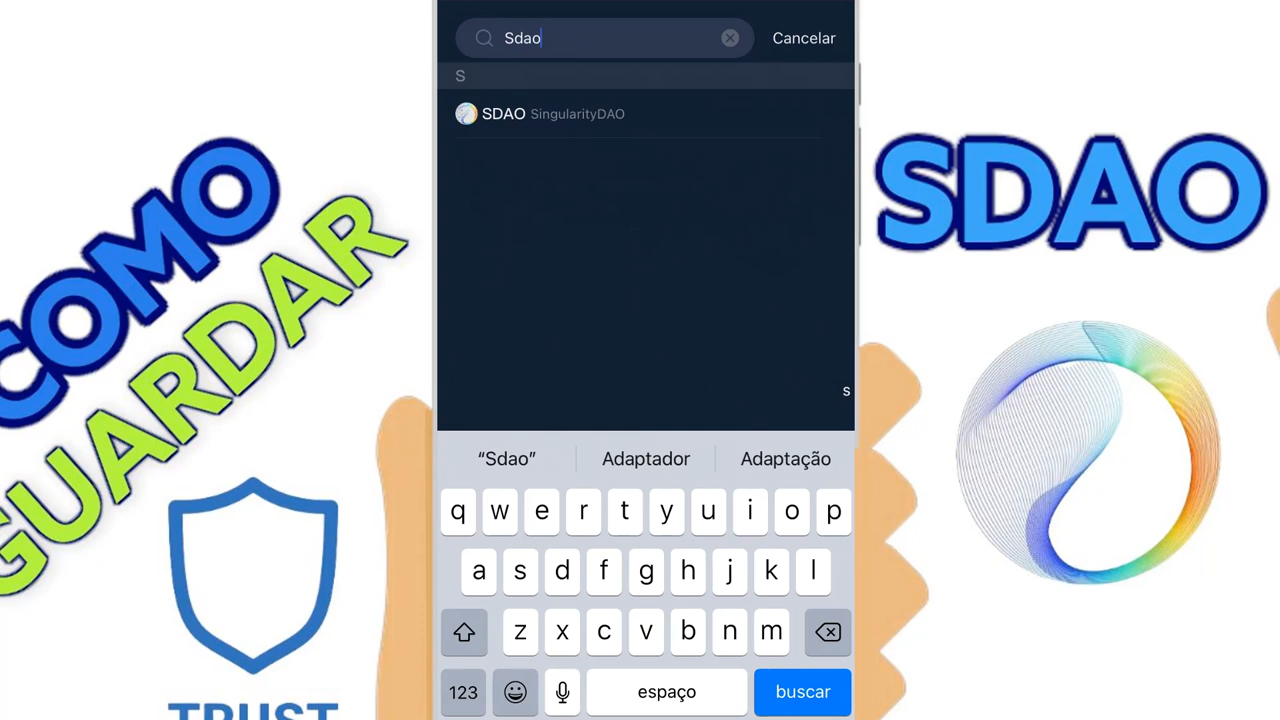 COMO
GUARDAR
TRUST
Sdao
Cancelar
S
SDAO SingularityDAO
s
“Sdao” Adaptador Adaptação
q w e r t y u i o p
a s d f g h j k l
z x c v b n m
123 espaço buscar
SDAO